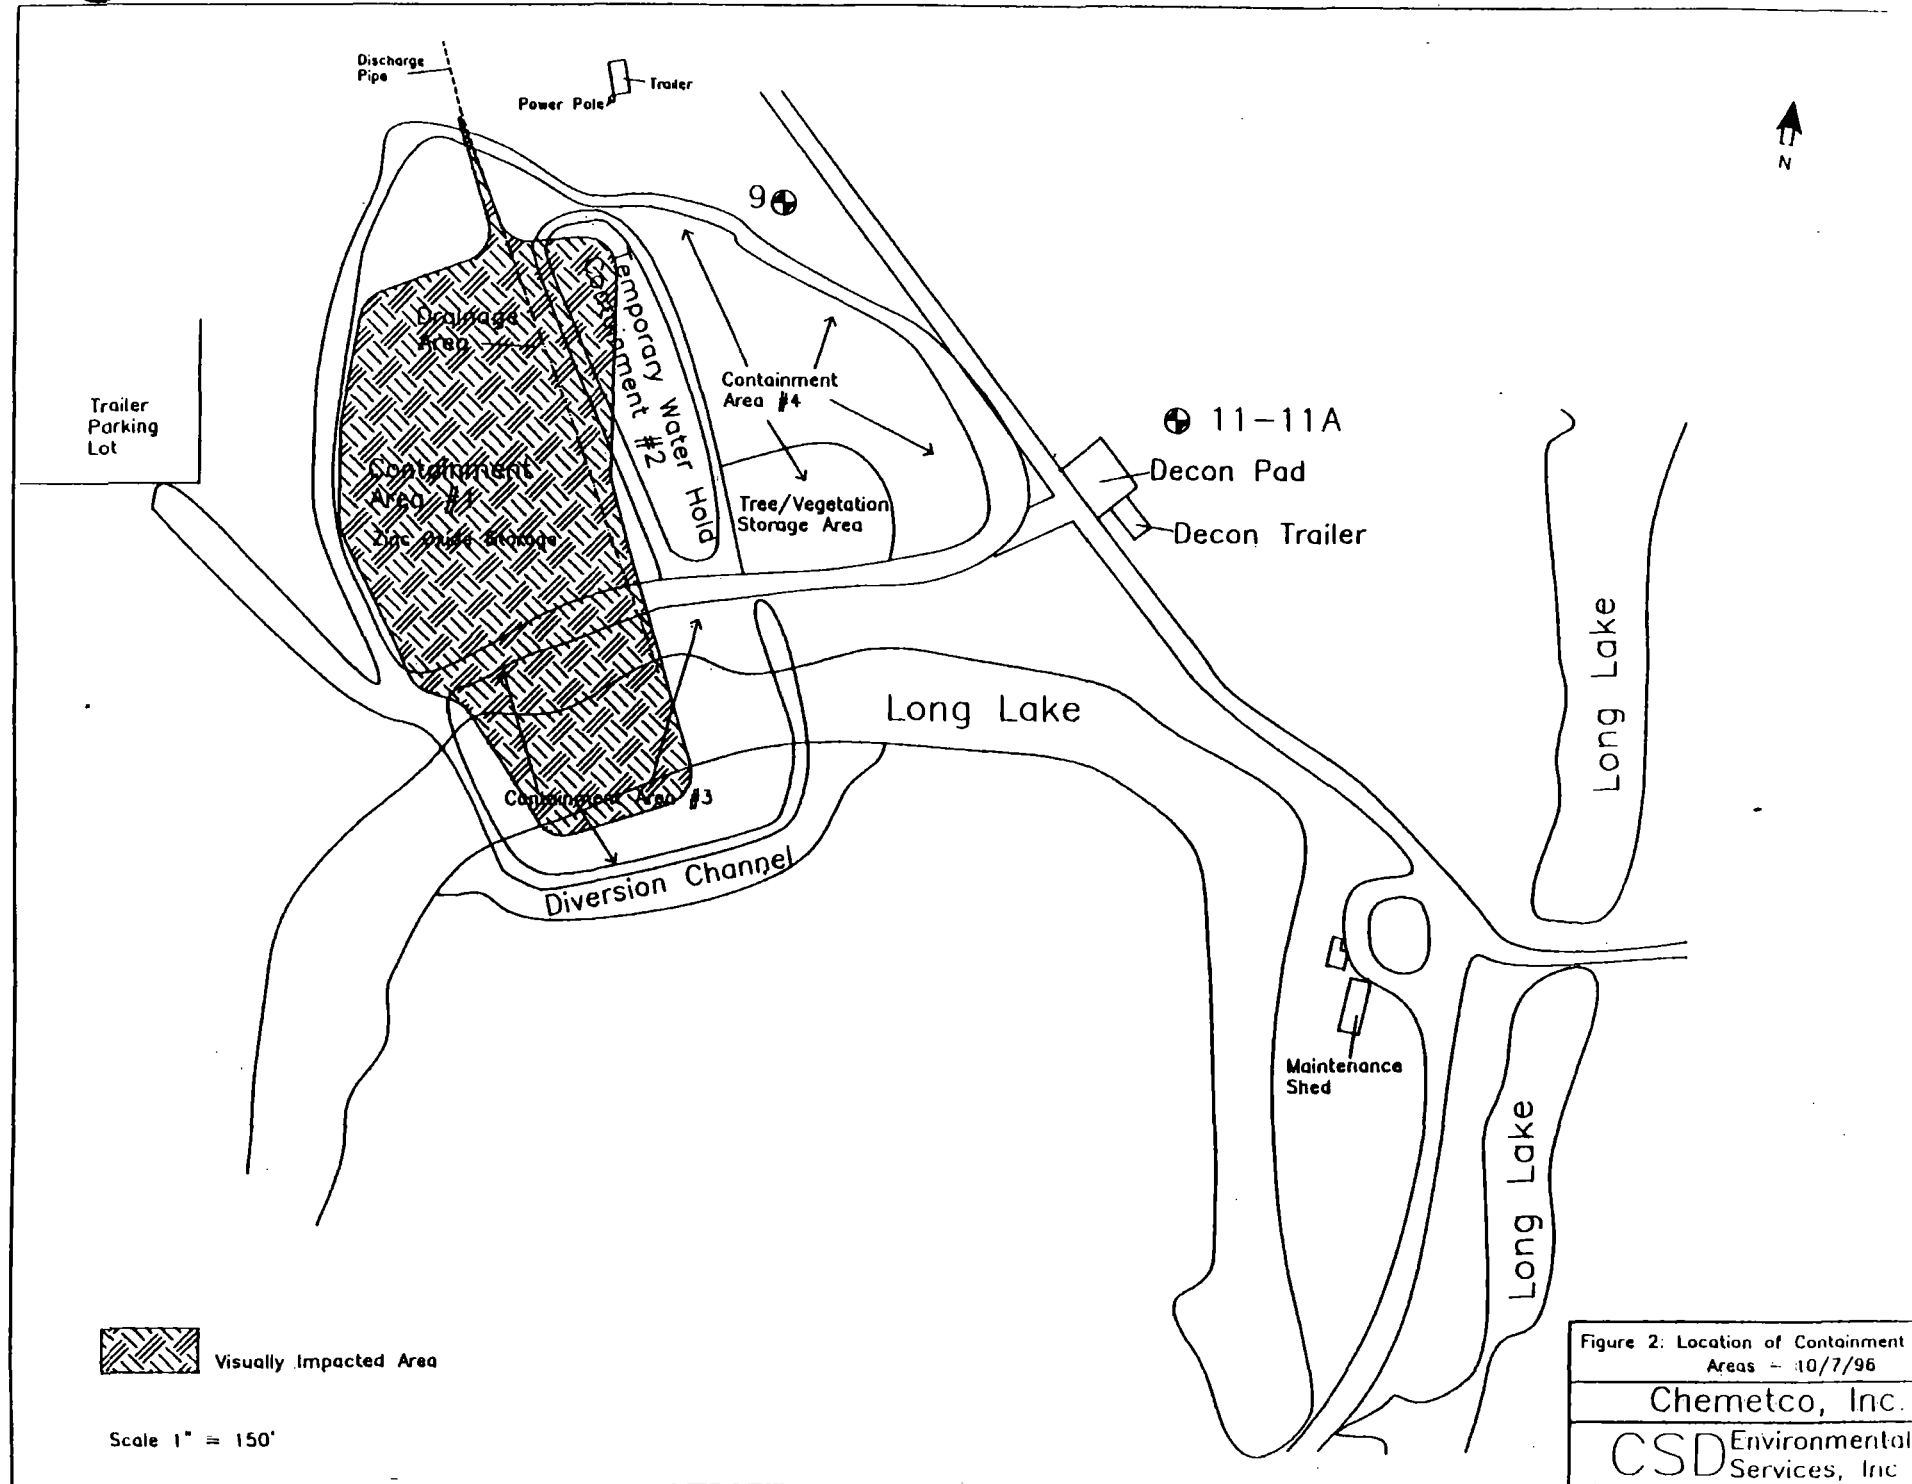 Discharge
Pipe
Trailer
Power Pole
N
9
Temporary Water Hold
Containment #2
Drainage
Area
Containment
Area #4
Trailer
Parking
Lot
11-11A
Decon Pad
Decon Trailer
Containment
Area #1
Zinc Oxide Storage
Tree/Vegetation
Storage Area
Long Lake
Long Lake
Containment Area #3
Diversion Channel
Maintenance
Shed
Long Lake
Visually Impacted Area
Scale 1" = 150'
Figure 2: Location of Containment
Areas - 10/7/96
Chemetco, Inc.
CSD Environmental
Services, Inc